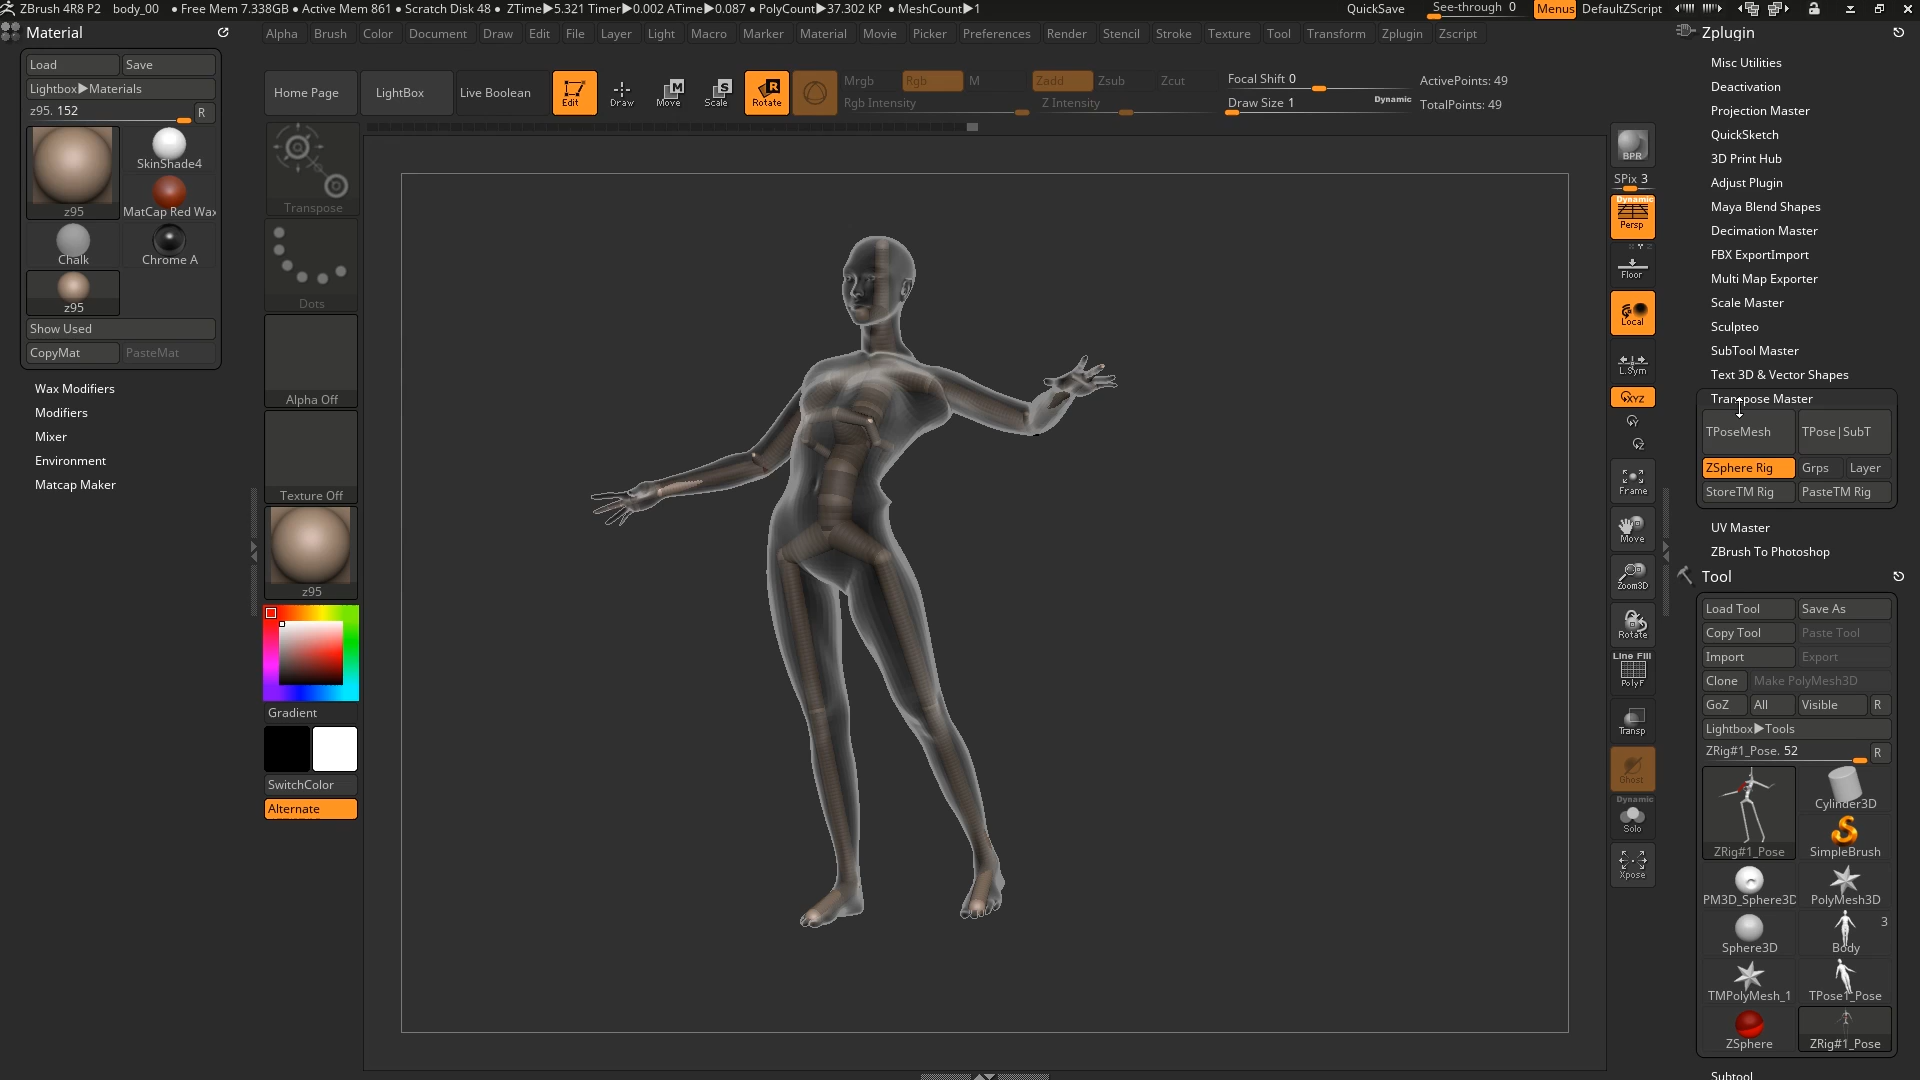 ZBrush 4R8 P2 body_00 • Free Mem 7.338GB • Active Mem 861 • Scratch Disk 48 • ZTime▶5.321 Timer▶0.002 ATime▶0.087 • PolyCount▶37.302 KP • MeshCount▶1 QuickSave See-through 0 Menus DefaultZScript
Alpha Brush Color Document Draw Edit File Layer Light Macro Marker Material Movie Picker Preferences Render Stencil Stroke Texture Tool Transform Zplugin Zscript
Material
Load Save
Lightbox▶Materials
z95. 152 R
z95
SkinShade4
MatCap Red Wax
Chalk
Chrome A
z95
Show Used
CopyMat PasteMat
Wax Modifiers
Modifiers
Mixer
Environment
Matcap Maker
Home Page LightBox Live Boolean Edit Draw Move Scale Rotate
M S R
Mrgb Rgb M Zadd Zsub Zcut
Rgb Intensity Z Intensity
Focal Shift 0
Draw Size 1 Dynamic
ActivePoints: 49
TotalPoints: 49
Transpose
Dots
Alpha Off
Texture Off
z95
Gradient
SwitchColor
Alternate
BPR
SPix 3
Dynamic
Persp
Floor
Local
L.Sym
XYZ
Y
Z
Frame
Move
Zoom3D
Rotate
Line Fill
PolyF
Transp
Ghost
Dynamic
Solo
Xpose
Zplugin
Misc Utilities
Deactivation
Projection Master
QuickSketch
3D Print Hub
Adjust Plugin
Maya Blend Shapes
Decimation Master
FBX ExportImport
Multi Map Exporter
Scale Master
Sculpteo
SubTool Master
Text 3D & Vector Shapes
Transpose Master
TPoseMesh TPose|SubT
ZSphere Rig Grps Layer
StoreTM Rig PasteTM Rig
UV Master
ZBrush To Photoshop
Tool
Load Tool Save As
Copy Tool Paste Tool
Import Export
Clone Make PolyMesh3D
GoZ All Visible R
Lightbox▶Tools
ZRig#1_Pose. 52 R
ZRig#1_Pose
Cylinder3D
SimpleBrush
PM3D_Sphere3D PolyMesh3D
3
Sphere3D Body
TMPolyMesh_1 TPose1_Pose
ZSphere ZRig#1_Pose
Subtool